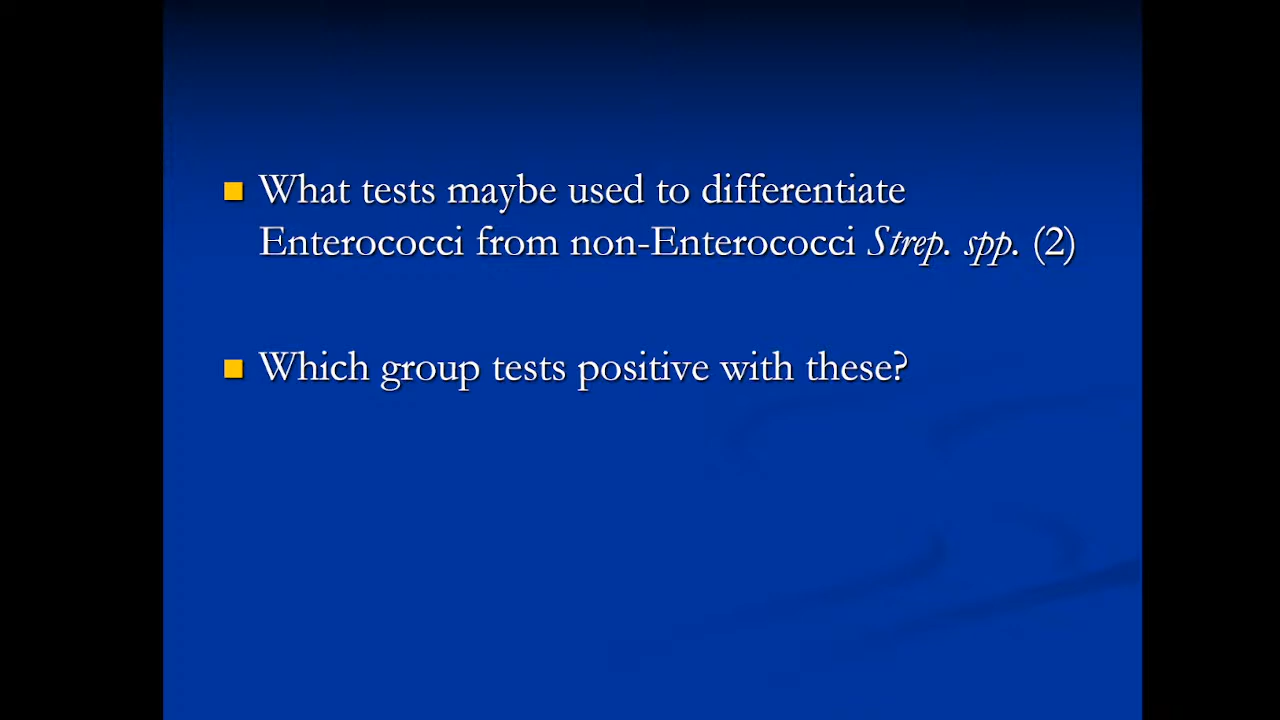 What tests maybe used to differentiate
Enterococci from non-Enterococci Strep. spp. (2)
Which group tests positive with these?